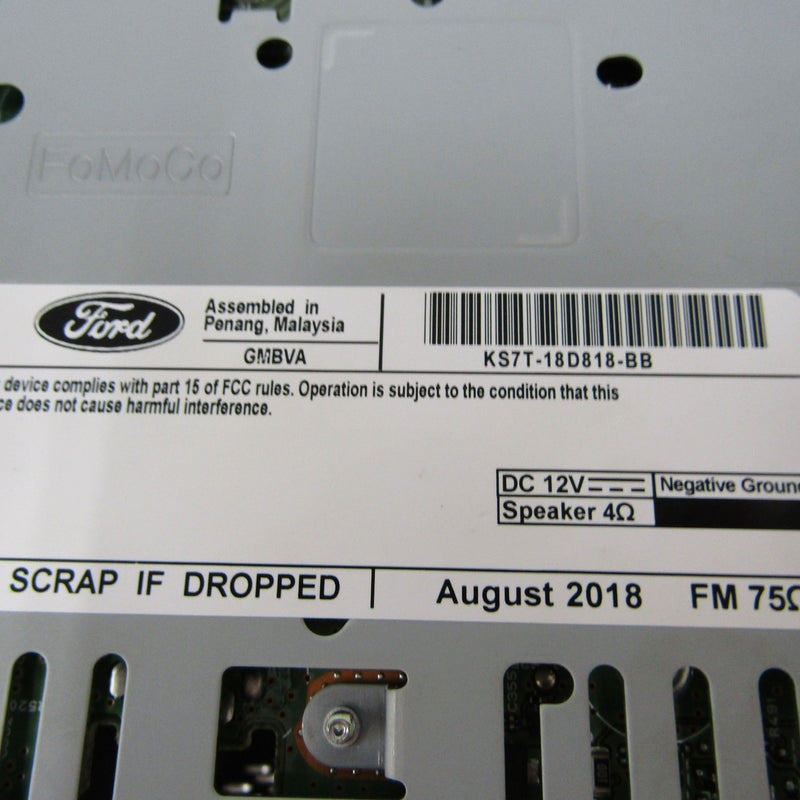 FoMoCo
Ford
Assembled in
Penang, Malaysia
GMBVA
KS7T-18D818-BB
device complies with part 15 of FCC rules. Operation is subject to the condition that this
does not cause harmful interference.
DC 12V
Negative Ground
Speaker 4Ω
SCRAP IF DROPPED
August 2018
FM 75Ω